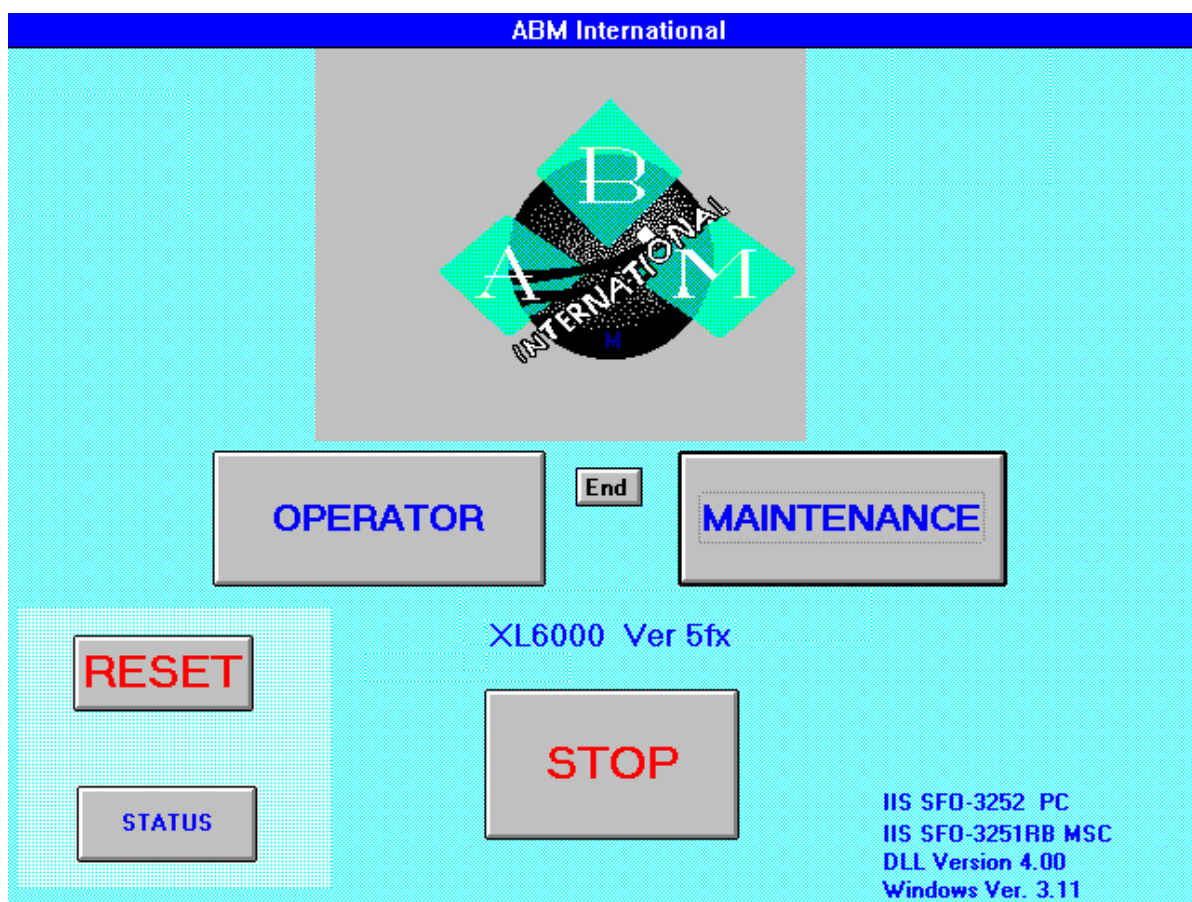 ABM International
B
A M
INTERNATIONAL
M
OPERATOR End MAINTENANCE
XL6000 Ver 5fx
RESET
STOP
STATUS
IIS SFO-3252 PC
IIS SFO-3251RB MSC
DLL Version 4.00
Windows Ver. 3.11